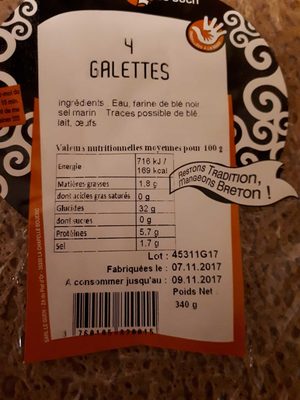 4
GALETTES
ingrédients : Eau, farine de blé noir
sel marin Traces possible de blé
lait, œufs
Valeurs nutritionnelles moyennes pour 100 g
Energie 716 kJ / 169 kcal
Matières grasses 1.8 g
dont acides gras saturés 0 g
Glucides 32 g
dont sucres 0 g
Protéines 5.7 g
sel 1.7 g
Restons Tradition,
mangeons Breton !
Lot : 45311G17
Fabriquées le : 07.11.2017
A consommer jusqu'au : 09.11.2017
Poids Net
340 g